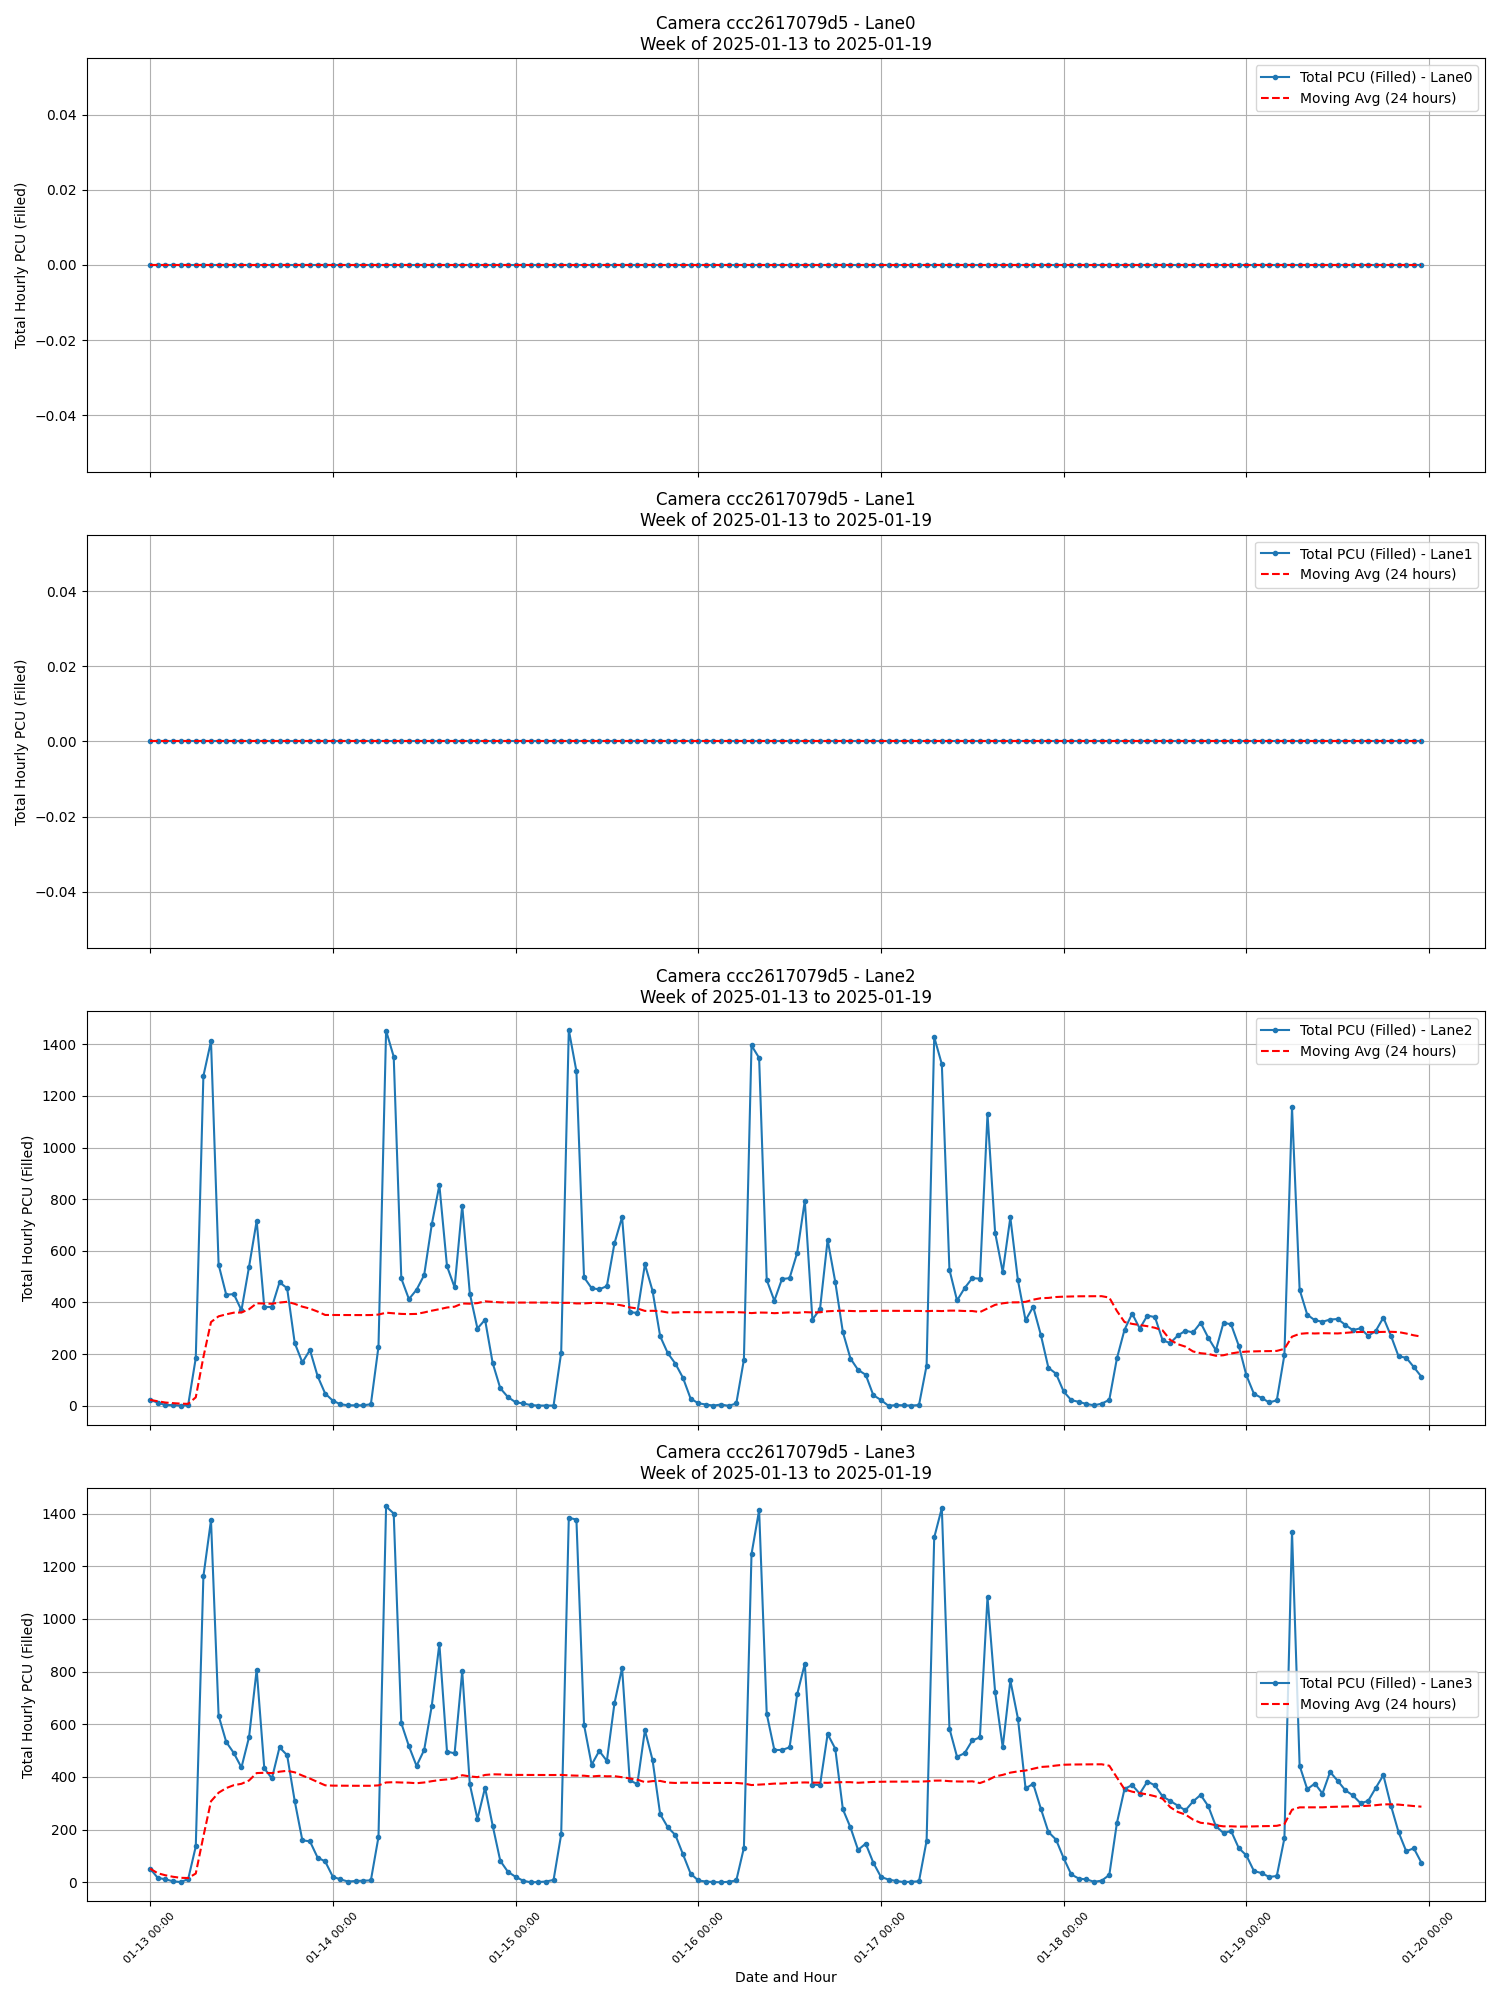 Camera ccc2617079d5 - Lane0
Week of 2025-01-13 to 2025-01-19
Total PCU (Filled) - Lane0
Moving Avg (24 hours)
Total Hourly PCU (Filled)
0.04
0.02
0.00
−0.02
−0.04
Camera ccc2617079d5 - Lane1
Week of 2025-01-13 to 2025-01-19
Total PCU (Filled) - Lane1
Moving Avg (24 hours)
Total Hourly PCU (Filled)
0.04
0.02
0.00
−0.02
−0.04
Camera ccc2617079d5 - Lane2
Week of 2025-01-13 to 2025-01-19
Total PCU (Filled) - Lane2
Moving Avg (24 hours)
Total Hourly PCU (Filled)
1400
1200
1000
800
600
400
200
0
Camera ccc2617079d5 - Lane3
Week of 2025-01-13 to 2025-01-19
Total PCU (Filled) - Lane3
Moving Avg (24 hours)
Total Hourly PCU (Filled)
1400
1200
1000
800
600
400
200
0
01-13 00:00
01-14 00:00
01-15 00:00
01-16 00:00
01-17 00:00
01-18 00:00
01-19 00:00
01-20 00:00
Date and Hour